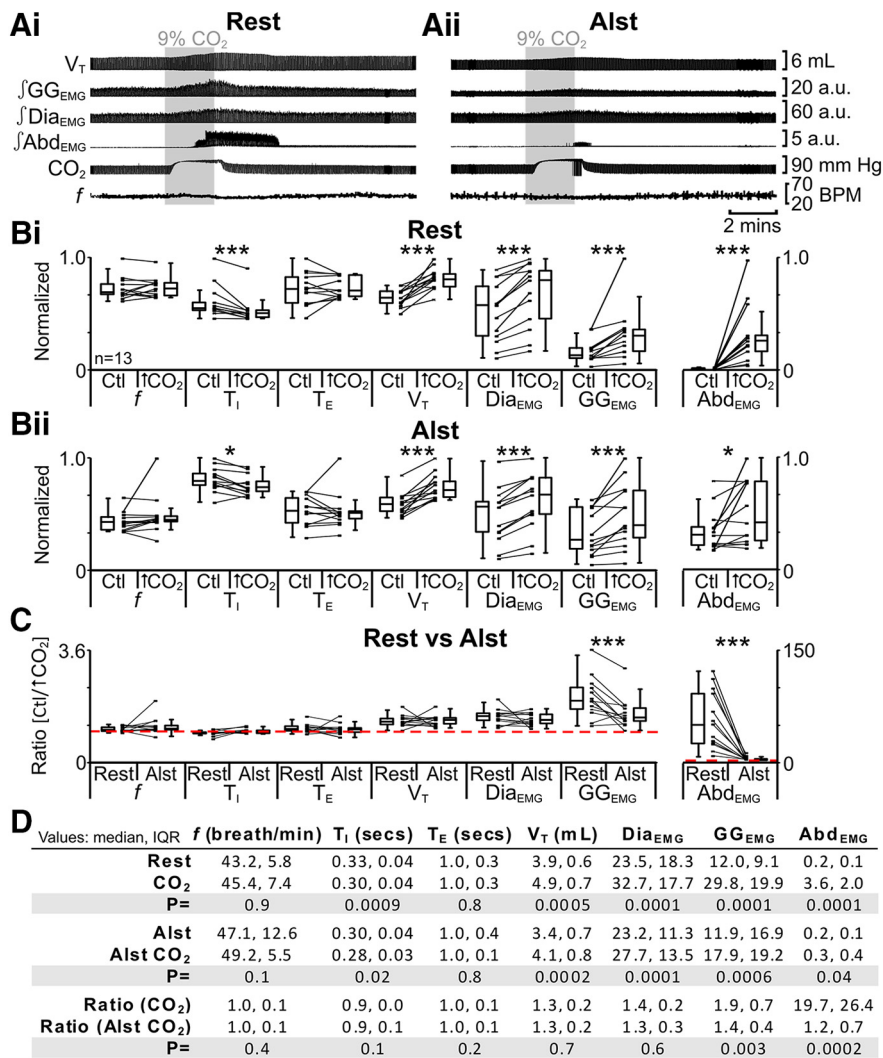 Ai Rest Aii Alst
9% CO2 9% CO2
VT 6 mL
∫GGEMG 20 a.u.
∫DiaEMG 60 a.u.
∫AbdEMG 5 a.u.
CO2 90 mm Hg
f 70 20 BPM
2 mins
Bi Rest
*** *** *** *** ***
1.0 1.0
Normalized
n=13
0 0
Ctl ↑CO2 Ctl ↑CO2 Ctl ↑CO2 Ctl ↑CO2 Ctl ↑CO2 Ctl ↑CO2 Ctl ↑CO2
f TI TE VT DiaEMG GGEMG AbdEMG
Bii Alst
* *** *** *** *
1.0 1.0
Normalized
0 0
Ctl ↑CO2 Ctl ↑CO2 Ctl ↑CO2 Ctl ↑CO2 Ctl ↑CO2 Ctl ↑CO2 Ctl ↑CO2
f TI TE VT DiaEMG GGEMG AbdEMG
C Rest vs Alst
*** ***
3.6 150
Ratio [Ctl/↑CO2]
0 0
Rest Alst Rest Alst Rest Alst Rest Alst Rest Alst Rest Alst Rest Alst
f TI TE VT DiaEMG GGEMG AbdEMG
D Values: median, IQR f (breath/min) TI (secs) TE (secs) VT (mL) DiaEMG GGEMG AbdEMG
Rest 43.2, 5.8 0.33, 0.04 1.0, 0.3 3.9, 0.6 23.5, 18.3 12.0, 9.1 0.2, 0.1
CO2 45.4, 7.4 0.30, 0.04 1.0, 0.3 4.9, 0.7 32.7, 17.7 29.8, 19.9 3.6, 2.0
P= 0.9 0.0009 0.8 0.0005 0.0001 0.0001 0.0001
Alst 47.1, 12.6 0.30, 0.04 1.0, 0.4 3.4, 0.7 23.2, 11.3 11.9, 16.9 0.2, 0.1
Alst CO2 49.2, 5.5 0.28, 0.03 1.0, 0.1 4.1, 0.8 27.7, 13.5 17.9, 19.2 0.3, 0.4
P= 0.1 0.02 0.8 0.0002 0.0001 0.0006 0.04
Ratio (CO2) 1.0, 0.1 0.9, 0.0 1.0, 0.1 1.3, 0.2 1.4, 0.2 1.9, 0.7 19.7, 26.4
Ratio (Alst CO2) 1.0, 0.1 0.9, 0.1 1.0, 0.1 1.3, 0.2 1.3, 0.3 1.4, 0.4 1.2, 0.7
P= 0.4 0.1 0.2 0.7 0.6 0.003 0.0002